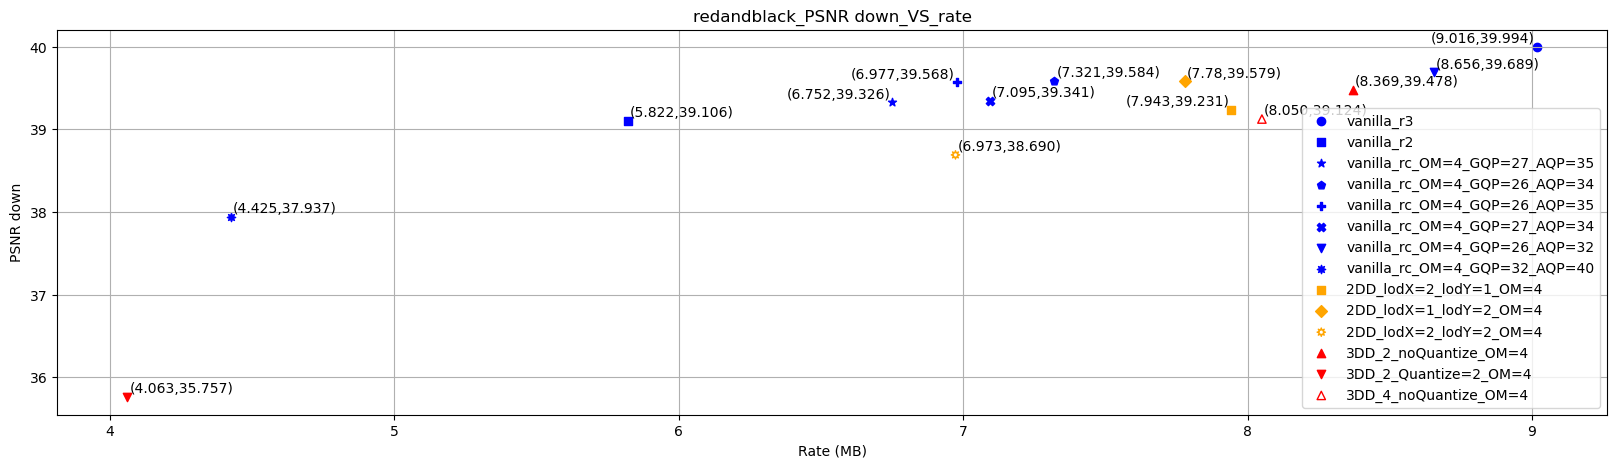 redandblack_PSNR down_VS_rate
PSNR down
40
39
38
37
36
(9.016,39.994)
(8.656,39.689)
(8.369,39.478)
(7.78,39.579)
(7.321,39.584)
(6.977,39.568)
(6.752,39.326)
(7.095,39.341)
(7.943,39.231)
(8.050,39.124)
(5.822,39.106)
(6.973,38.690)
(4.425,37.937)
(4.063,35.757)
vanilla_r3
vanilla_r2
vanilla_rc_OM=4_GQP=27_AQP=35
vanilla_rc_OM=4_GQP=26_AQP=34
vanilla_rc_OM=4_GQP=26_AQP=35
vanilla_rc_OM=4_GQP=27_AQP=34
vanilla_rc_OM=4_GQP=26_AQP=32
vanilla_rc_OM=4_GQP=32_AQP=40
2DD_lodX=2_lodY=1_OM=4
2DD_lodX=1_lodY=2_OM=4
2DD_lodX=2_lodY=2_OM=4
3DD_2_noQuantize_OM=4
3DD_2_Quantize=2_OM=4
3DD_4_noQuantize_OM=4
4 5 6 7 8 9
Rate (MB)